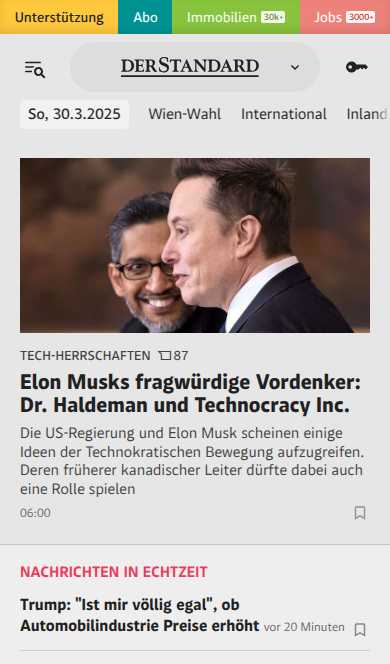 Unterstützung Abo Immobilien 30k+ Jobs 3000+
DERSTANDARD
So, 30.3.2025 Wien-Wahl International Inland
TECH-HERRSCHAFTEN 87
Elon Musks fragwürdige Vordenker:
Dr. Haldeman und Technocracy Inc.
Die US-Regierung und Elon Musk scheinen einige
Ideen der Technokratischen Bewegung aufzugreifen.
Deren früherer kanadischer Leiter dürfte dabei auch
eine Rolle spielen
06:00
NACHRICHTEN IN ECHTZEIT
Trump: "Ist mir völlig egal", ob
Automobilindustrie Preise erhöht vor 20 Minuten